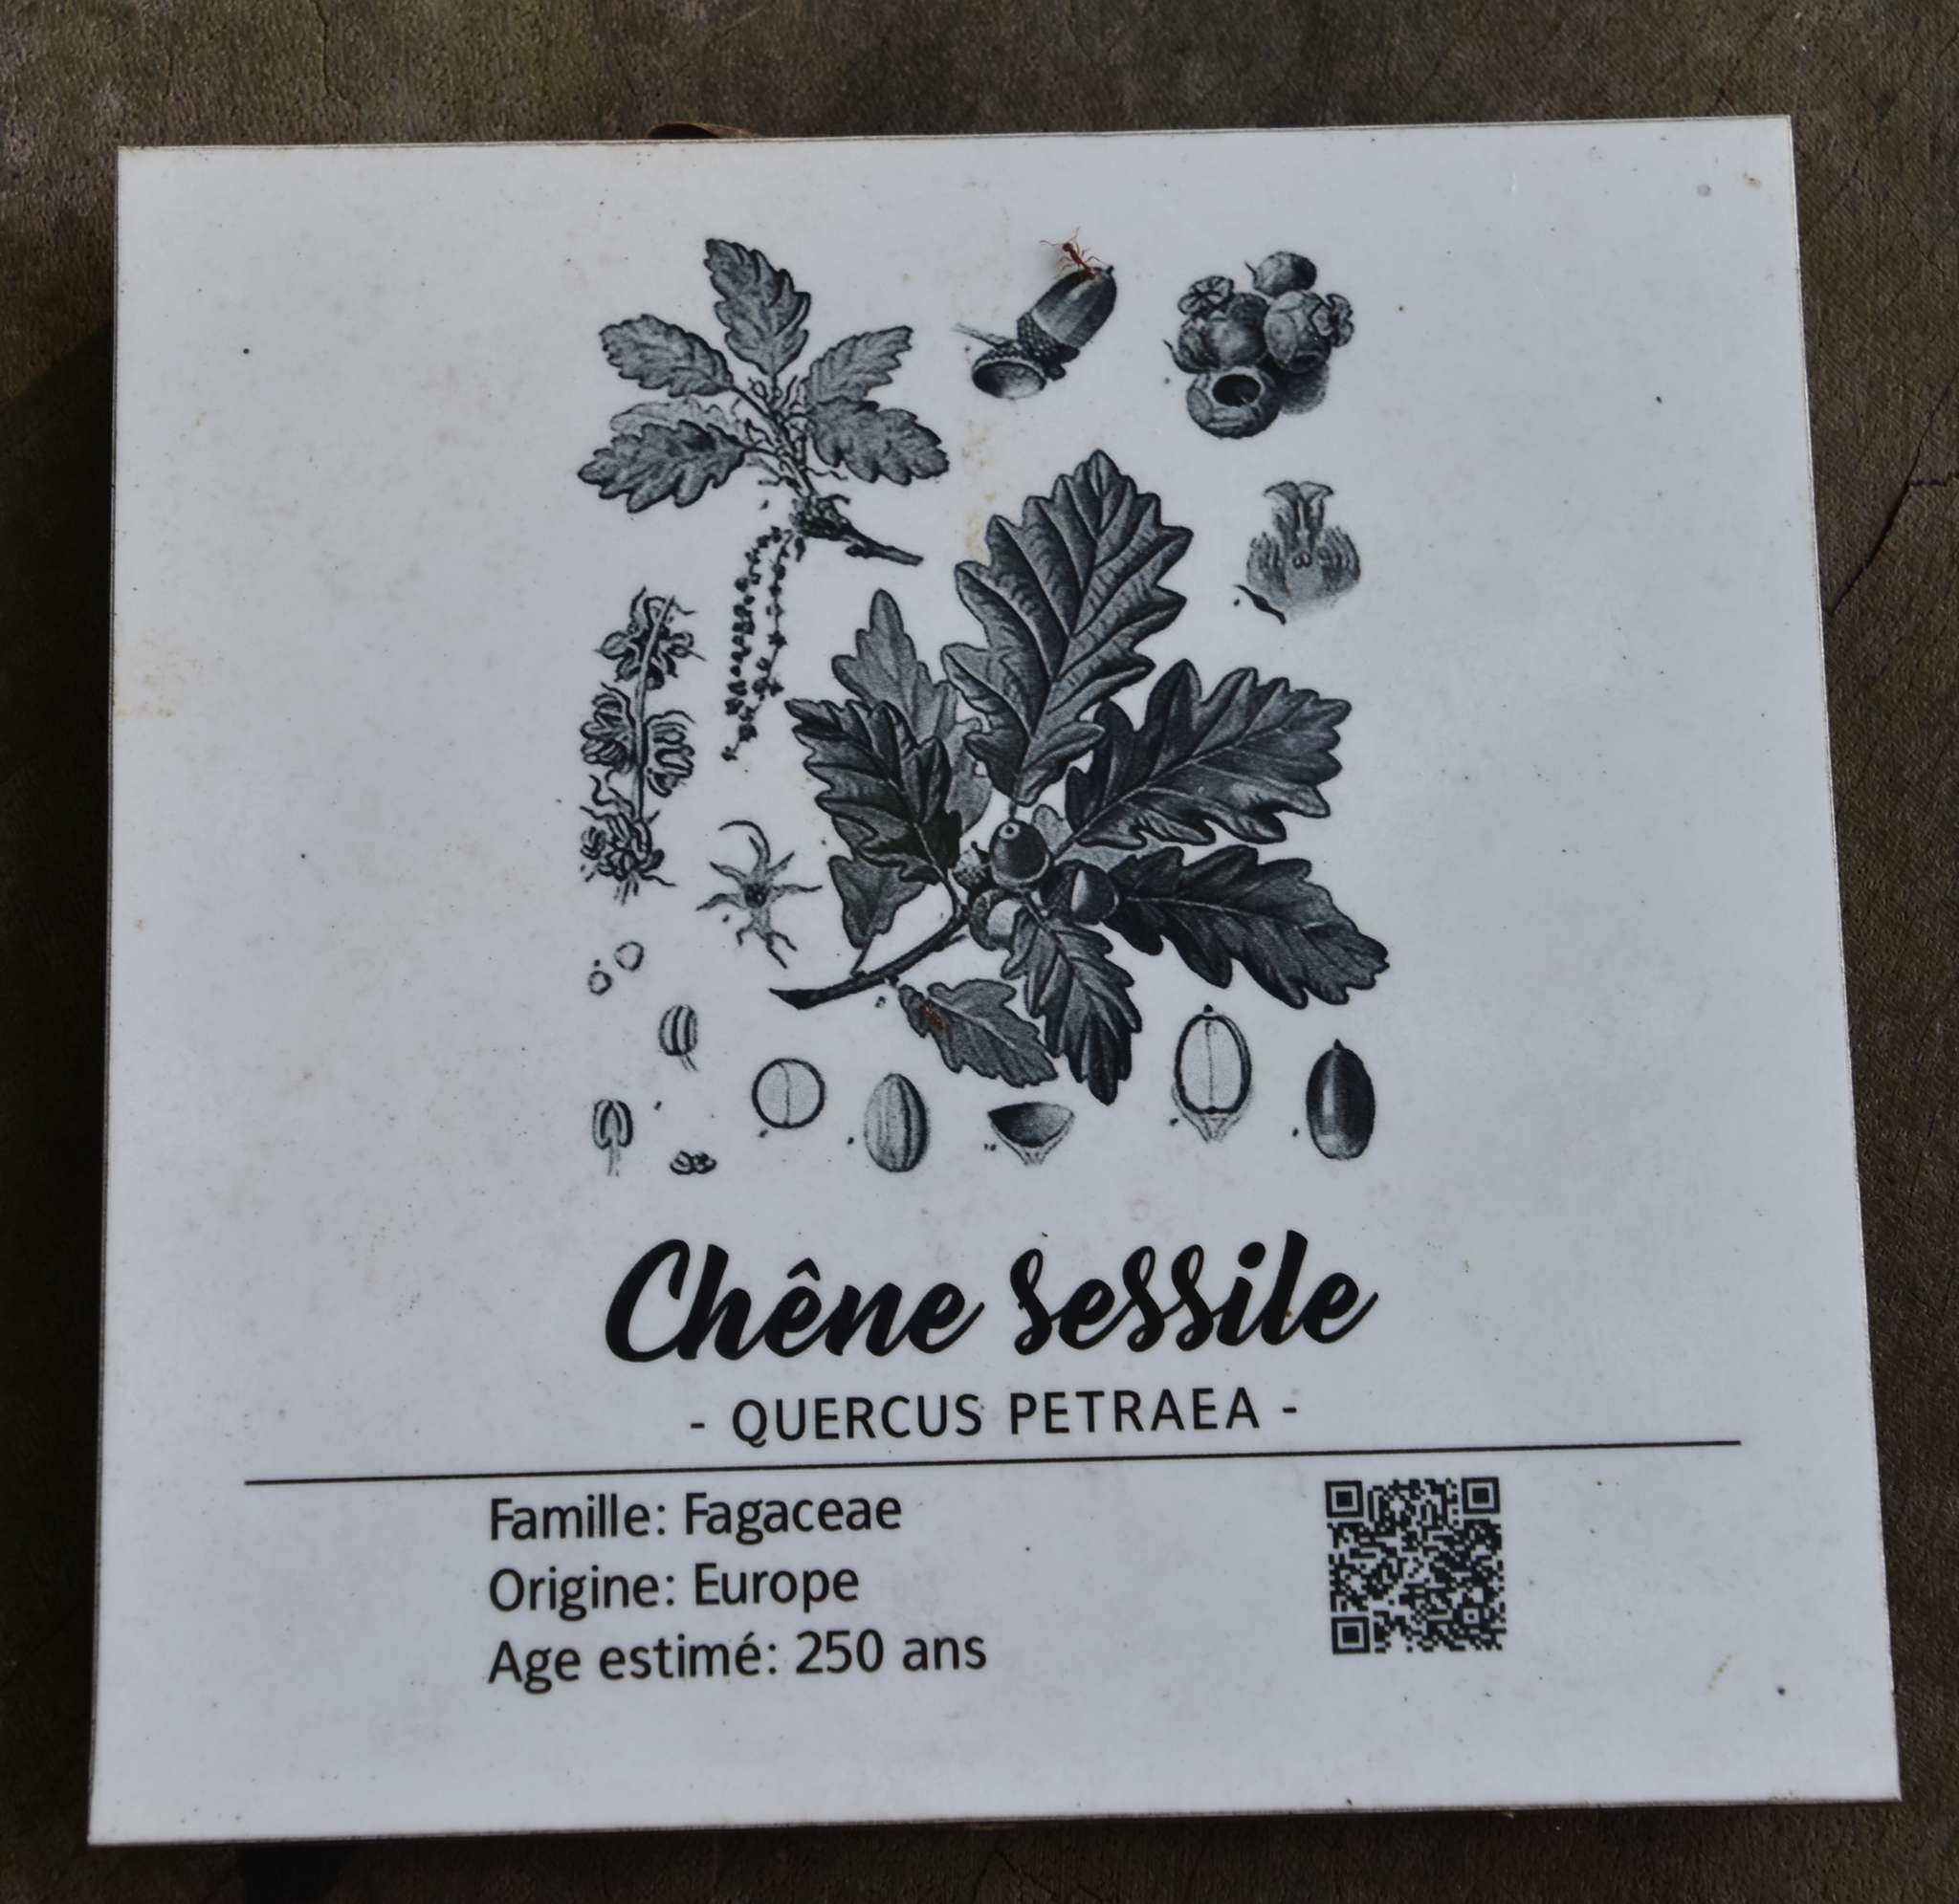 Chêne sessile
- QUERCUS PETRAEA -
Famille: Fagaceae
Origine: Europe
Age estimé: 250 ans